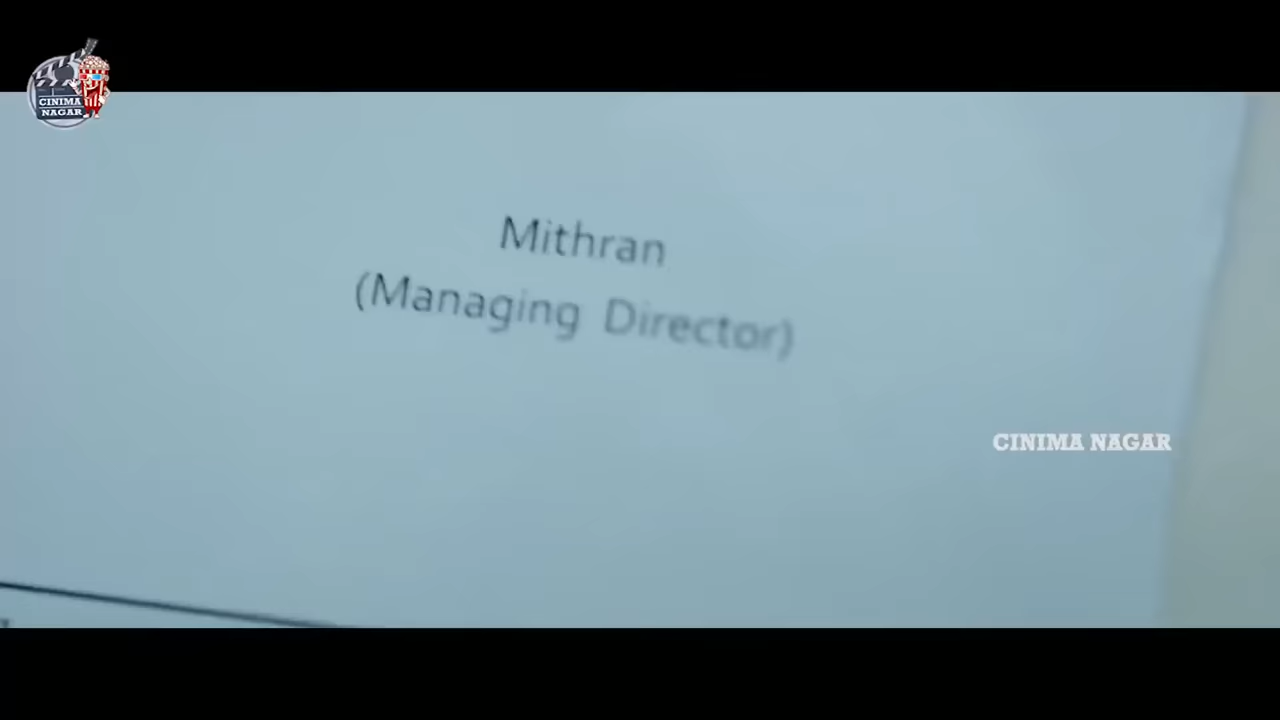 CINIMA
NAGAR
Mithran
(Managing Director)
CINIMA NAGAR